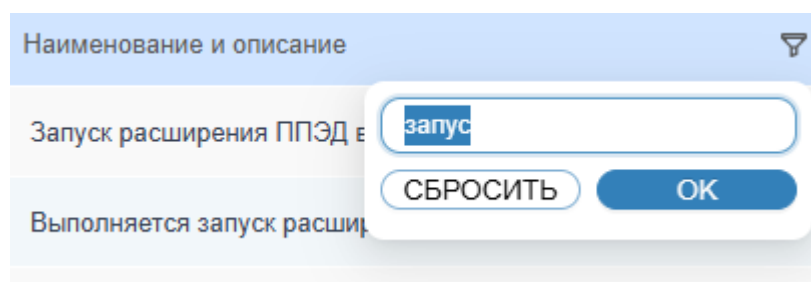 Наименование и описание
Запуск расширения ППЭД в
запус
СБРОСИТЬ OK
Выполняется запуск расшир